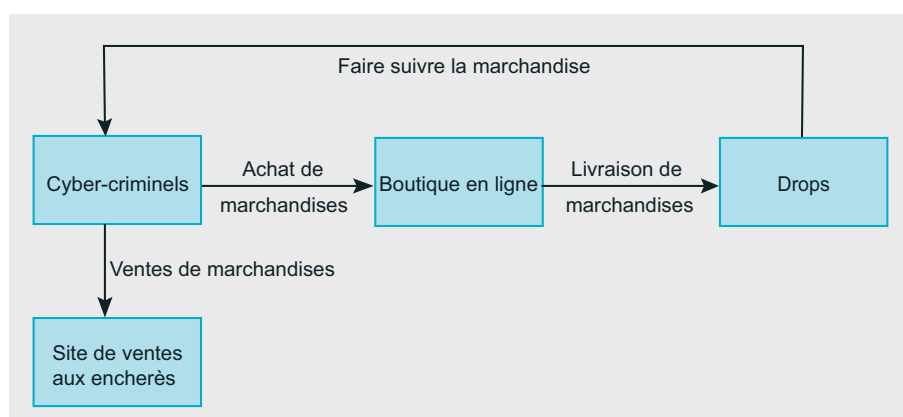 Faire suivre la marchandise
Cyber-criminels
Achat de
marchandises
Boutique en ligne
Livraison de
marchandises
Drops
Ventes de marchandises
Site de ventes
aux encherès